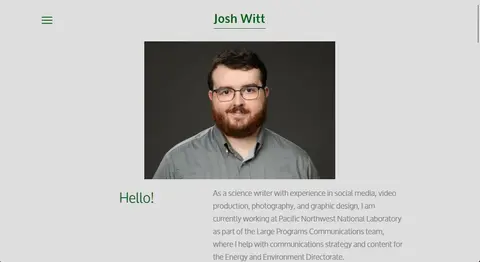 Josh Witt
Hello!
As a science writer with experience in social media, video
production, photography, and graphic design, I am
currently working at Pacific Northwest National Laboratory
as part of the Large Programs Communications team,
where I help with communications strategy and content for
the Energy and Environment Directorate.